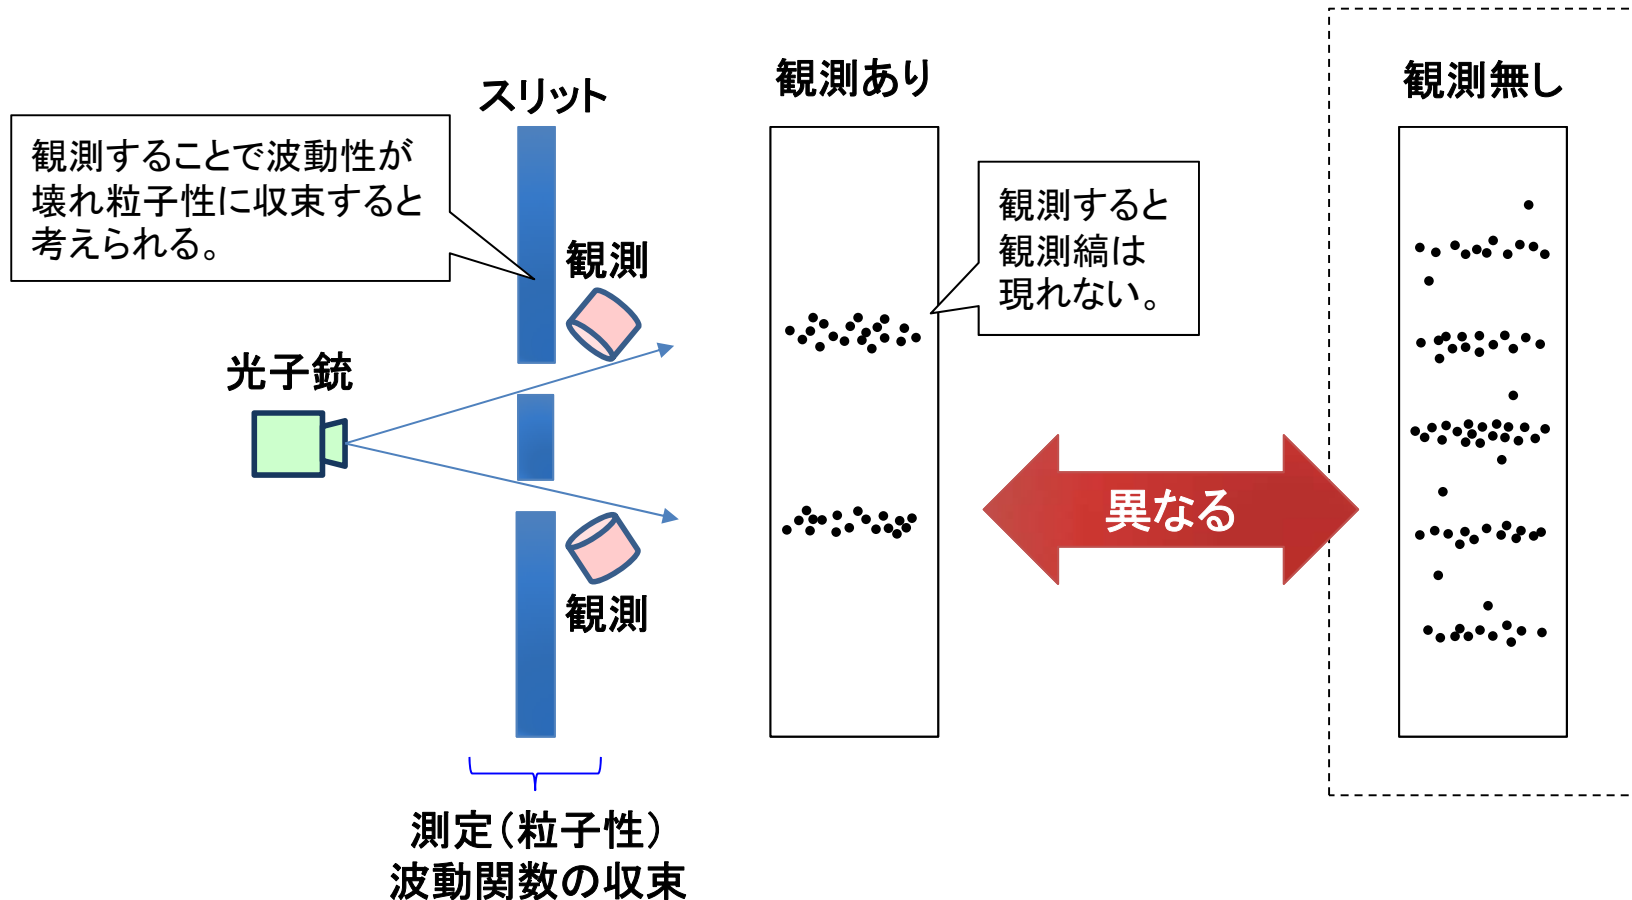 スリット
観測することで波動性が
壊れ粒子性に収束すると
考えられる。
観測
光子銃
観測
測定（粒子性）
波動関数の収束
観測あり
観測すると
観測縞は
現れない。
異なる
観測無し